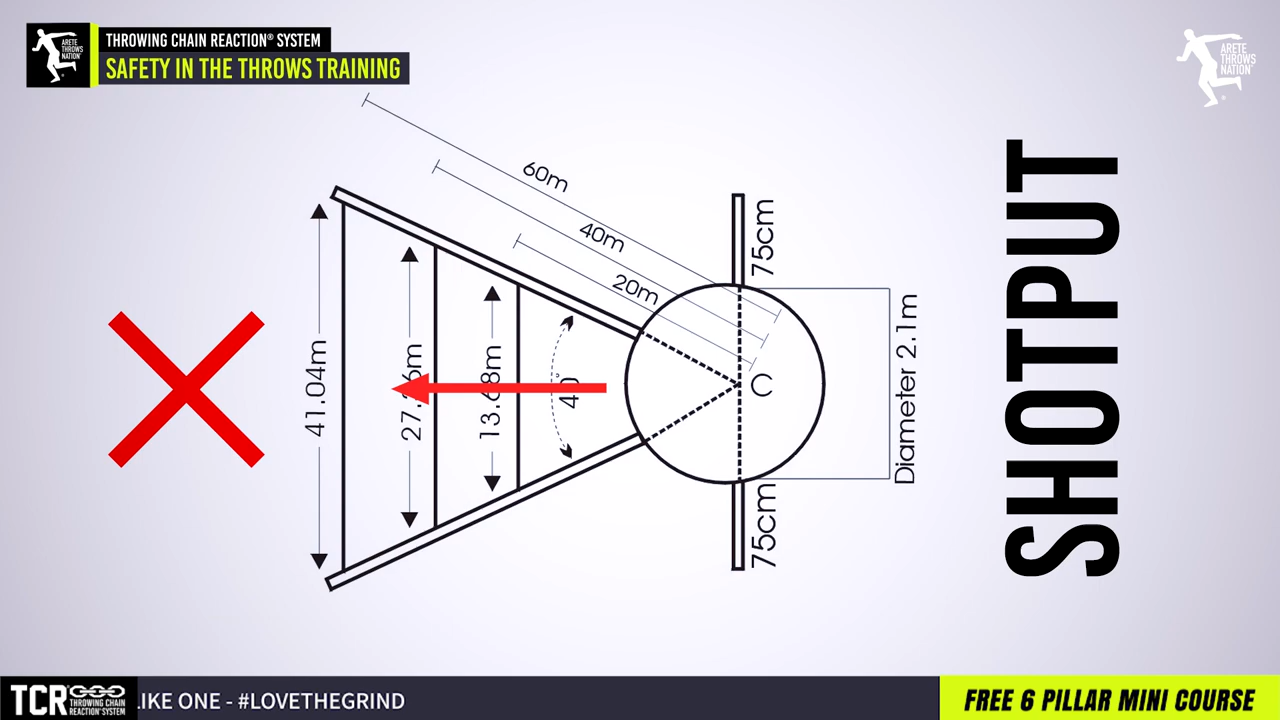 THROWING CHAIN REACTION® SYSTEM
SAFETY IN THE THROWS TRAINING
ARETE
THROWS
NATION
ARETE
THROWS
NATION
60m
40m
20m
75cm
41.04m
13.68m
C
Diameter 2.1m
75cm
SHOTPUT
TCR
THROWING CHAIN
REACTION® SYSTEM
LIKE ONE - #LOVETHEGRIND
FREE 6 PILLAR MINI COURSE